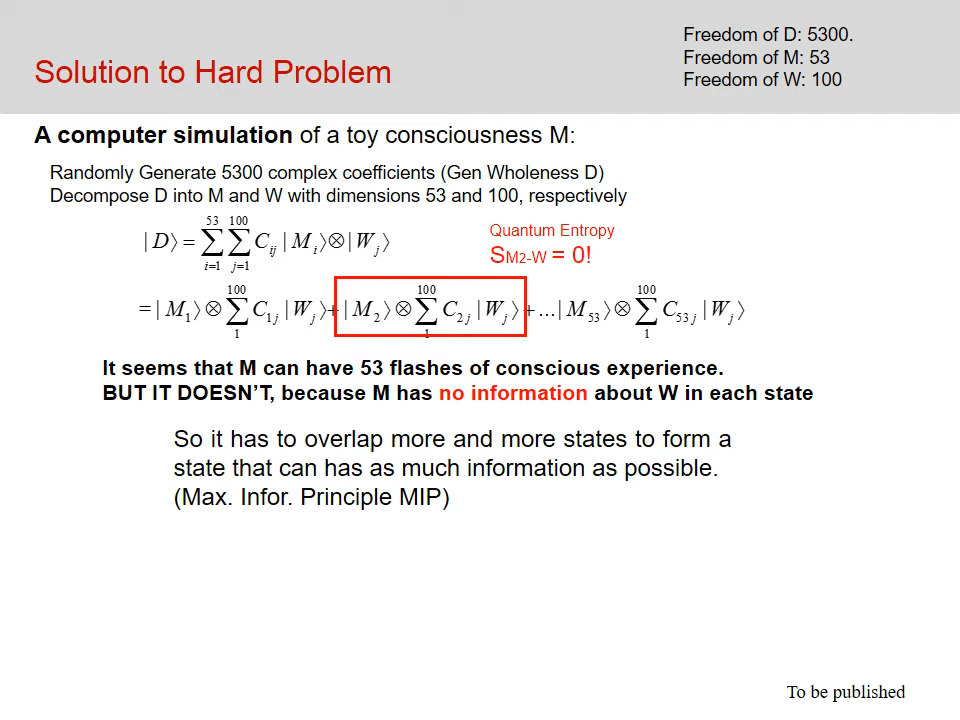 Freedom of D: 5300.
Freedom of M: 53
Freedom of W: 100
Solution to Hard Problem
A computer simulation of a toy consciousness M:
Randomly Generate 5300 complex coefficients (Gen Wholeness D)
Decompose D into M and W with dimensions 53 and 100, respectively
| D⟩ = ∑_{i=1}^{53} ∑_{j=1}^{100} C_{ij} | M_i⟩⊗| W_j⟩
Quantum Entropy
S_{M2-W} = 0!
=| M_1⟩⊗∑_{1}^{100} C_{1j} | W_j⟩+| M_2⟩⊗∑_{1}^{100} C_{2j} | W_j⟩+...| M_{53}⟩⊗∑_{1}^{100} C_{53j} | W_j⟩
It seems that M can have 53 flashes of conscious experience.
BUT IT DOESN'T, because M has no information about W in each state
So it has to overlap more and more states to form a
state that can has as much information as possible.
(Max. Infor. Principle MIP)
To be published